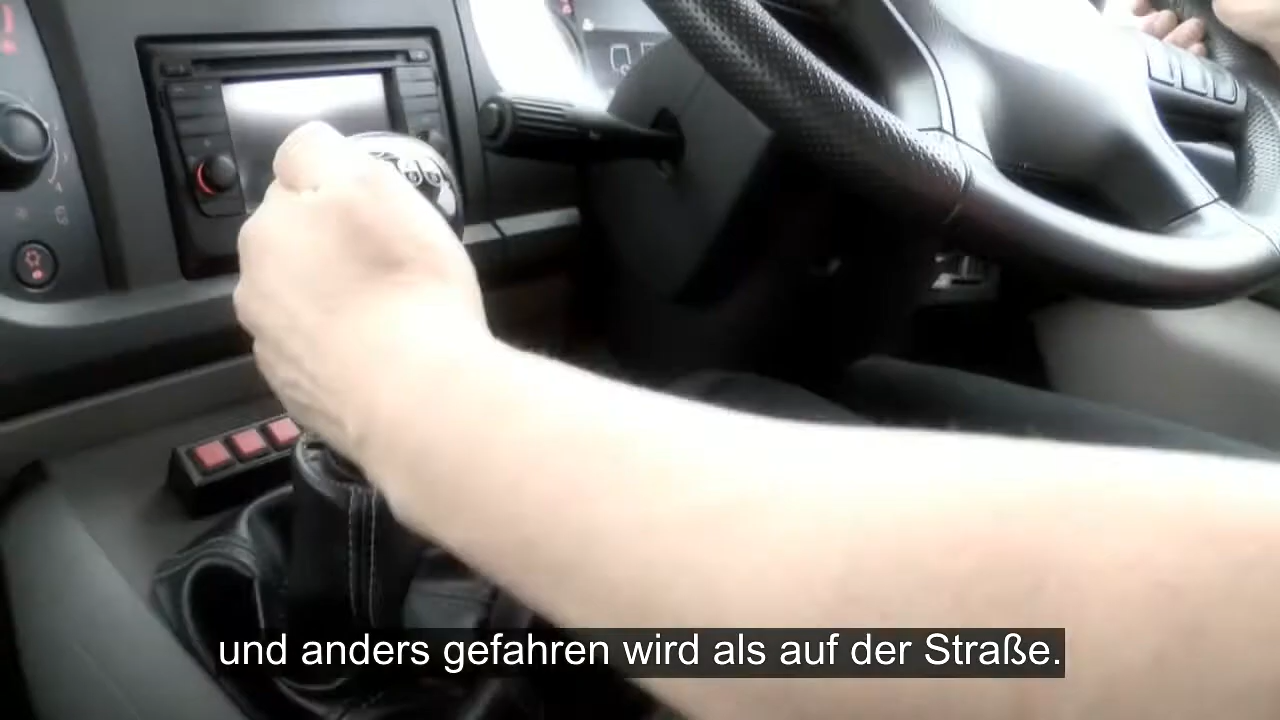 und anders gefahren wird als auf der Straße.